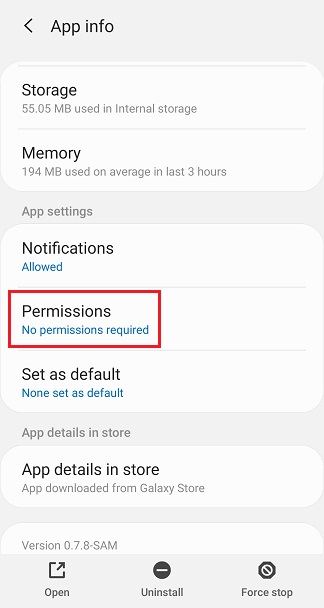 App info
Storage
55.05 MB used in Internal storage
Memory
194 MB used on average in last 3 hours
App settings
Notifications
Allowed
Permissions
No permissions required
Set as default
None set as default
App details in store
App details in store
App downloaded from Galaxy Store
Version 0.7.8-SAM
Open
Uninstall
Force stop